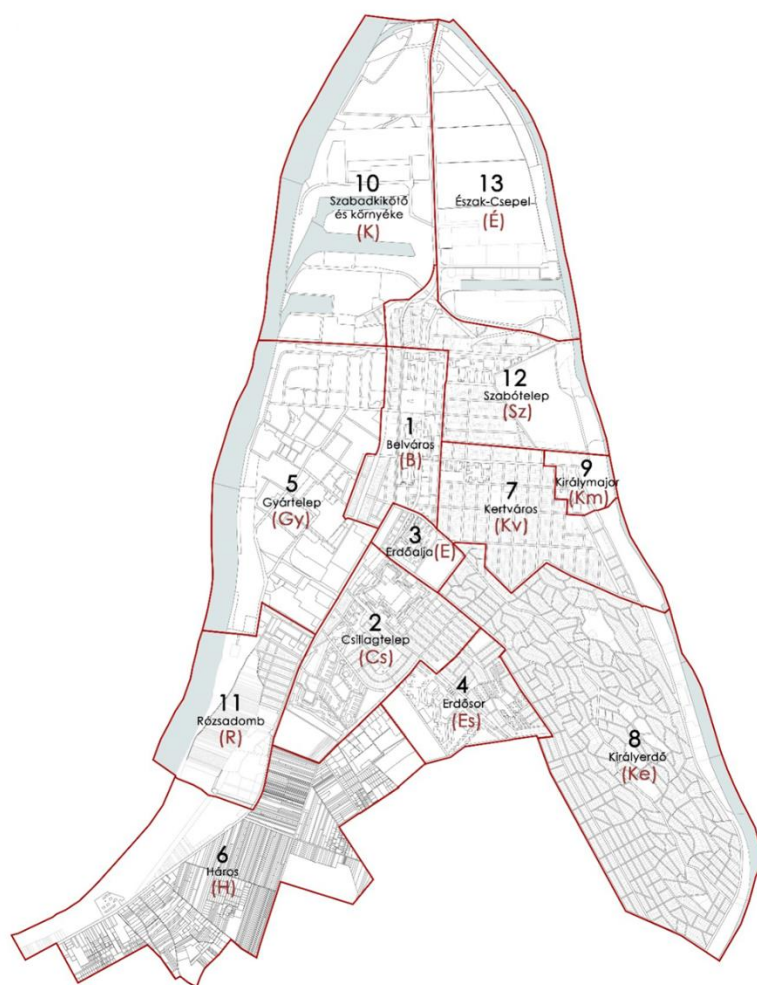 10
Szabadkikötő
és környéke
(K)
13
Észak-Csepel
(É)
12
Szabótelep
(Sz)
1
Belváros
(B)
9
Királymajor
(Km)
5
Gyártelep
(Gy)
7
Kertváros
(Kv)
3
Erdőalja (E)
2
Csillagtelep
(Cs)
4
Erdősor
(Es)
11
Rózsadomb
(R)
8
Királyerdő
(Ke)
6
Háros
(H)